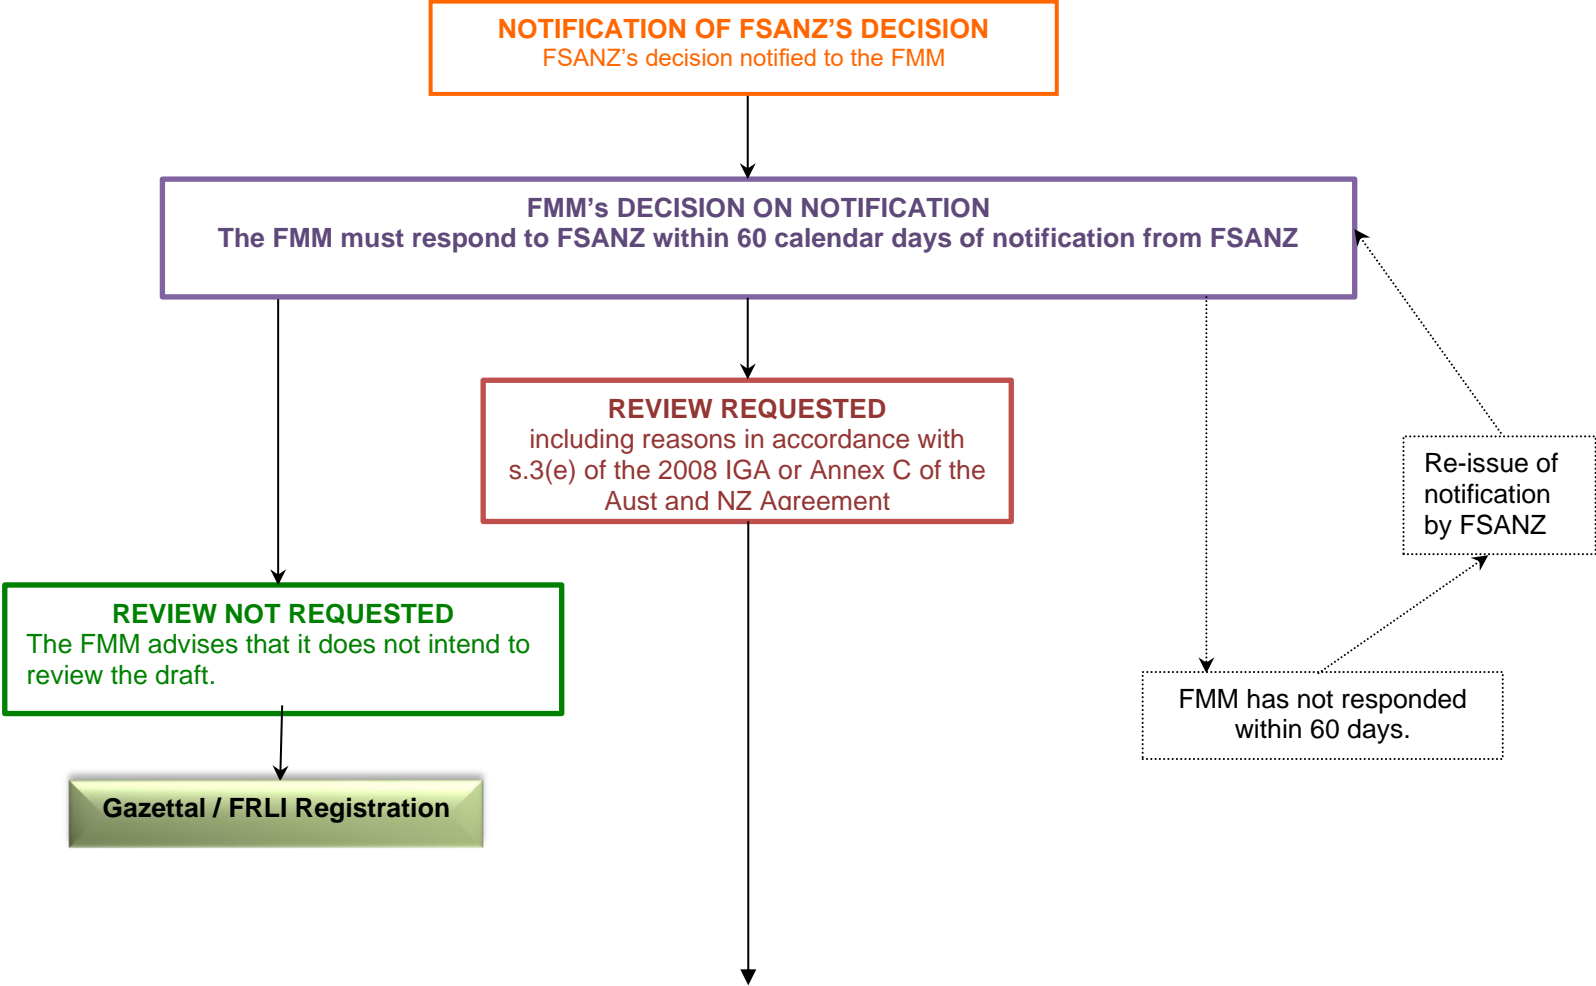 NOTIFICATION OF FSANZ’S DECISION
FSANZ’s decision notified to the FMM
FMM’s DECISION ON NOTIFICATION
The FMM must respond to FSANZ within 60 calendar days of notification from FSANZ
REVIEW REQUESTED
including reasons in accordance with
s.3(e) of the 2008 IGA or Annex C of the
Aust and NZ Agreement
Re-issue of
notification
by FSANZ
REVIEW NOT REQUESTED
The FMM advises that it does not intend to
review the draft.
FMM has not responded
within 60 days.
Gazettal / FRLI Registration